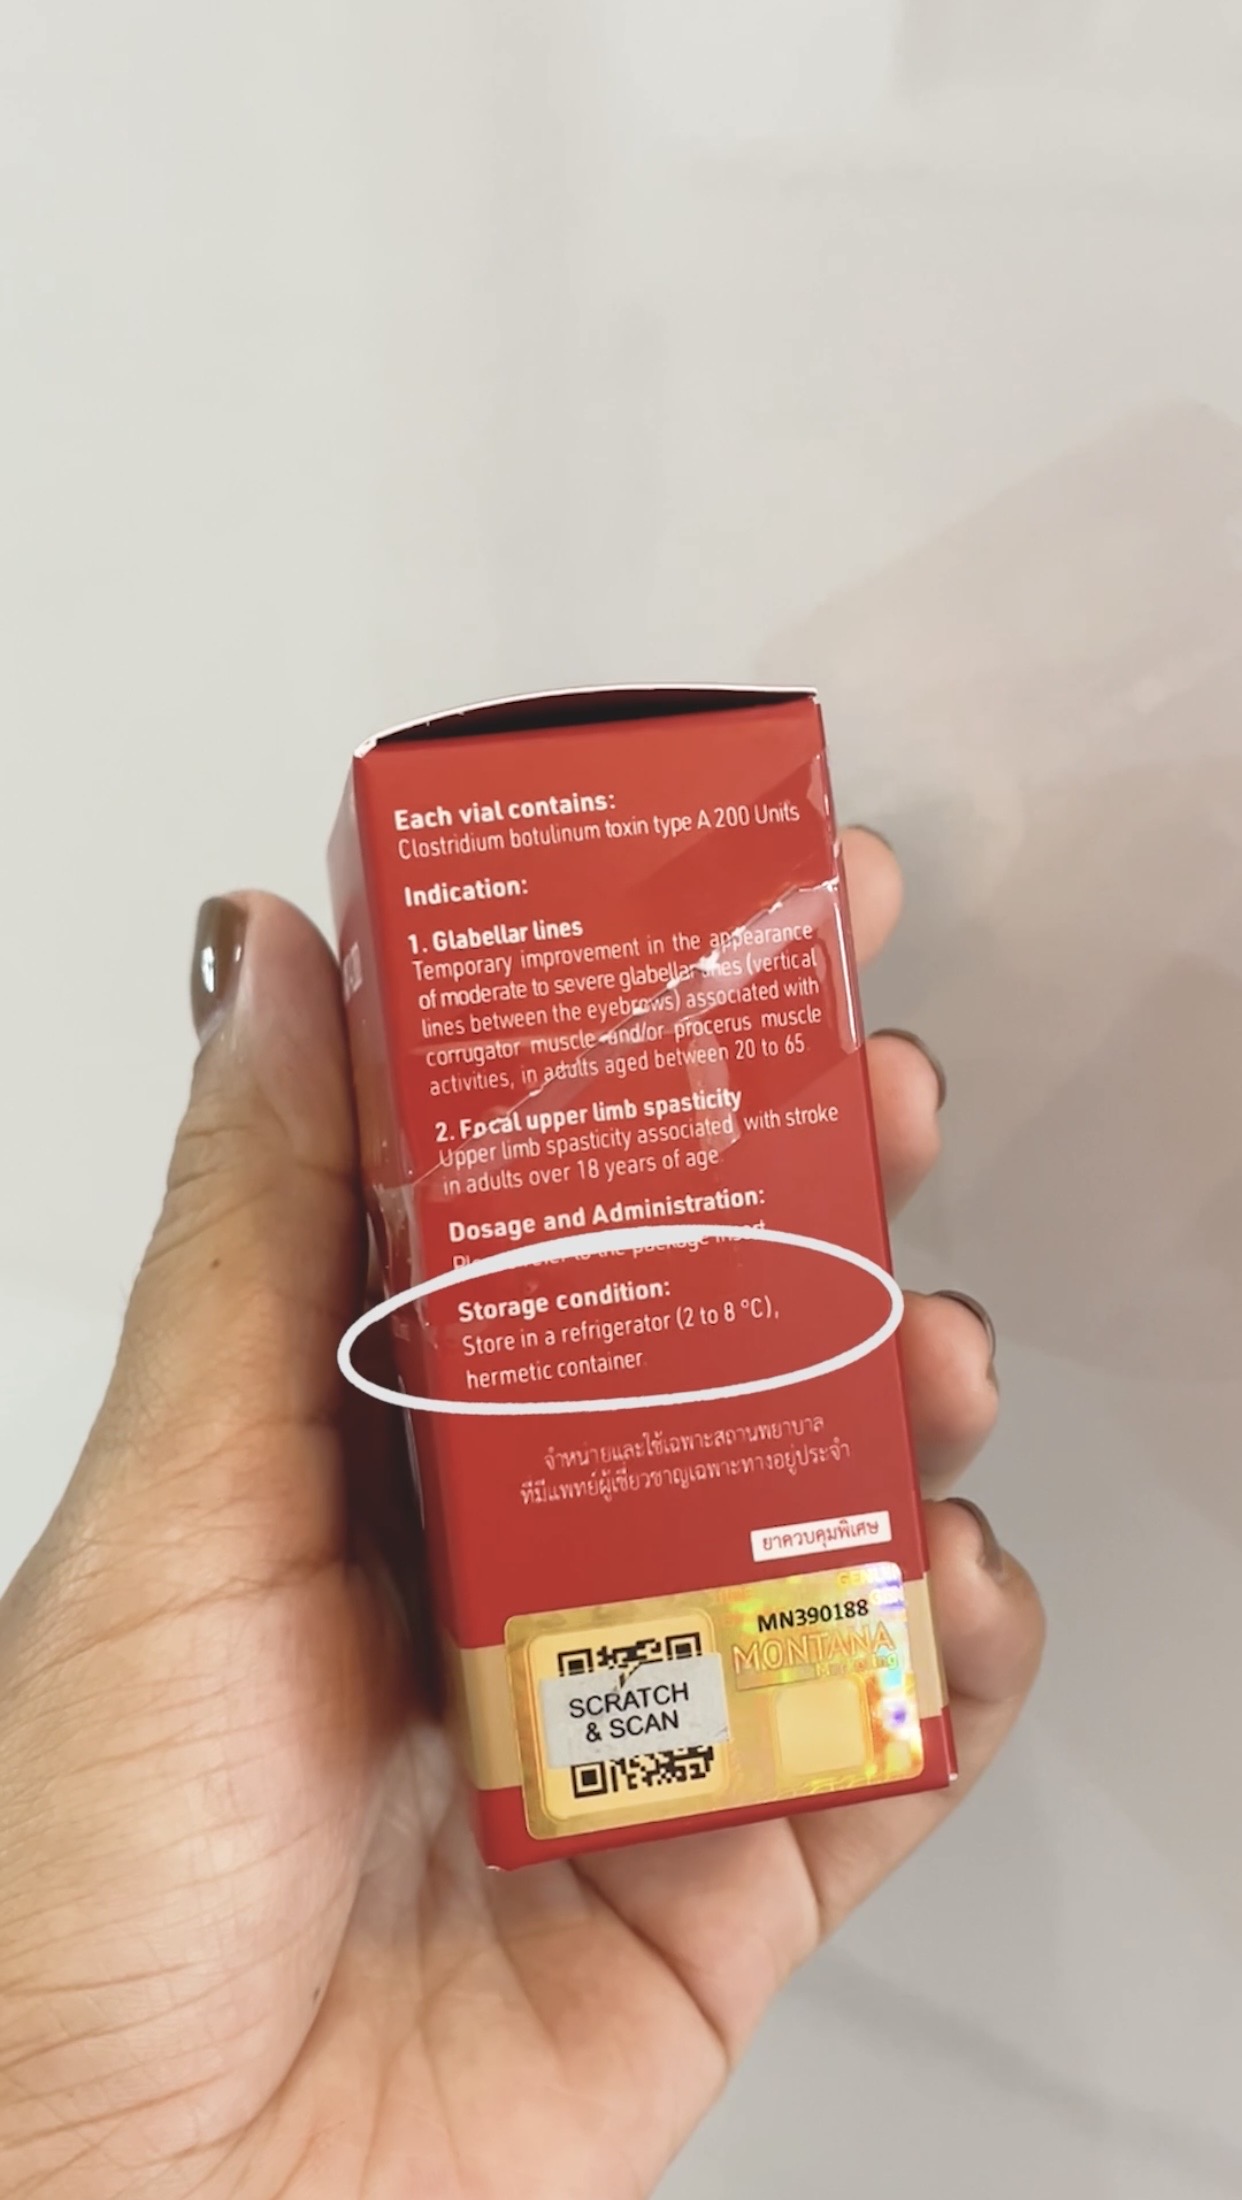 Each vial contains:
Clostridium botulinum toxin type A 200 Units
Indication:
1. Glabellar lines
Temporary improvement in the appearance
of moderate to severe glabellar lines (vertical
lines between the eyebrows) associated with
corrugator muscle and/or procerus muscle
activities, in adults aged between 20 to 65.
2. Focal upper limb spasticity
Upper limb spasticity associated with stroke
in adults over 18 years of age.
Dosage and Administration:
Please refer to the package insert
Storage condition:
Store in a refrigerator (2 to 8 °C),
hermetic container.
จำหน่ายและใช้เฉพาะสถานพยาบาล
ที่มีแพทย์ผู้เชี่ยวชาญเฉพาะทางอยู่ประจำ
ยาควบคุมพิเศษ
MN390188
MONTANA
SCRATCH
& SCAN